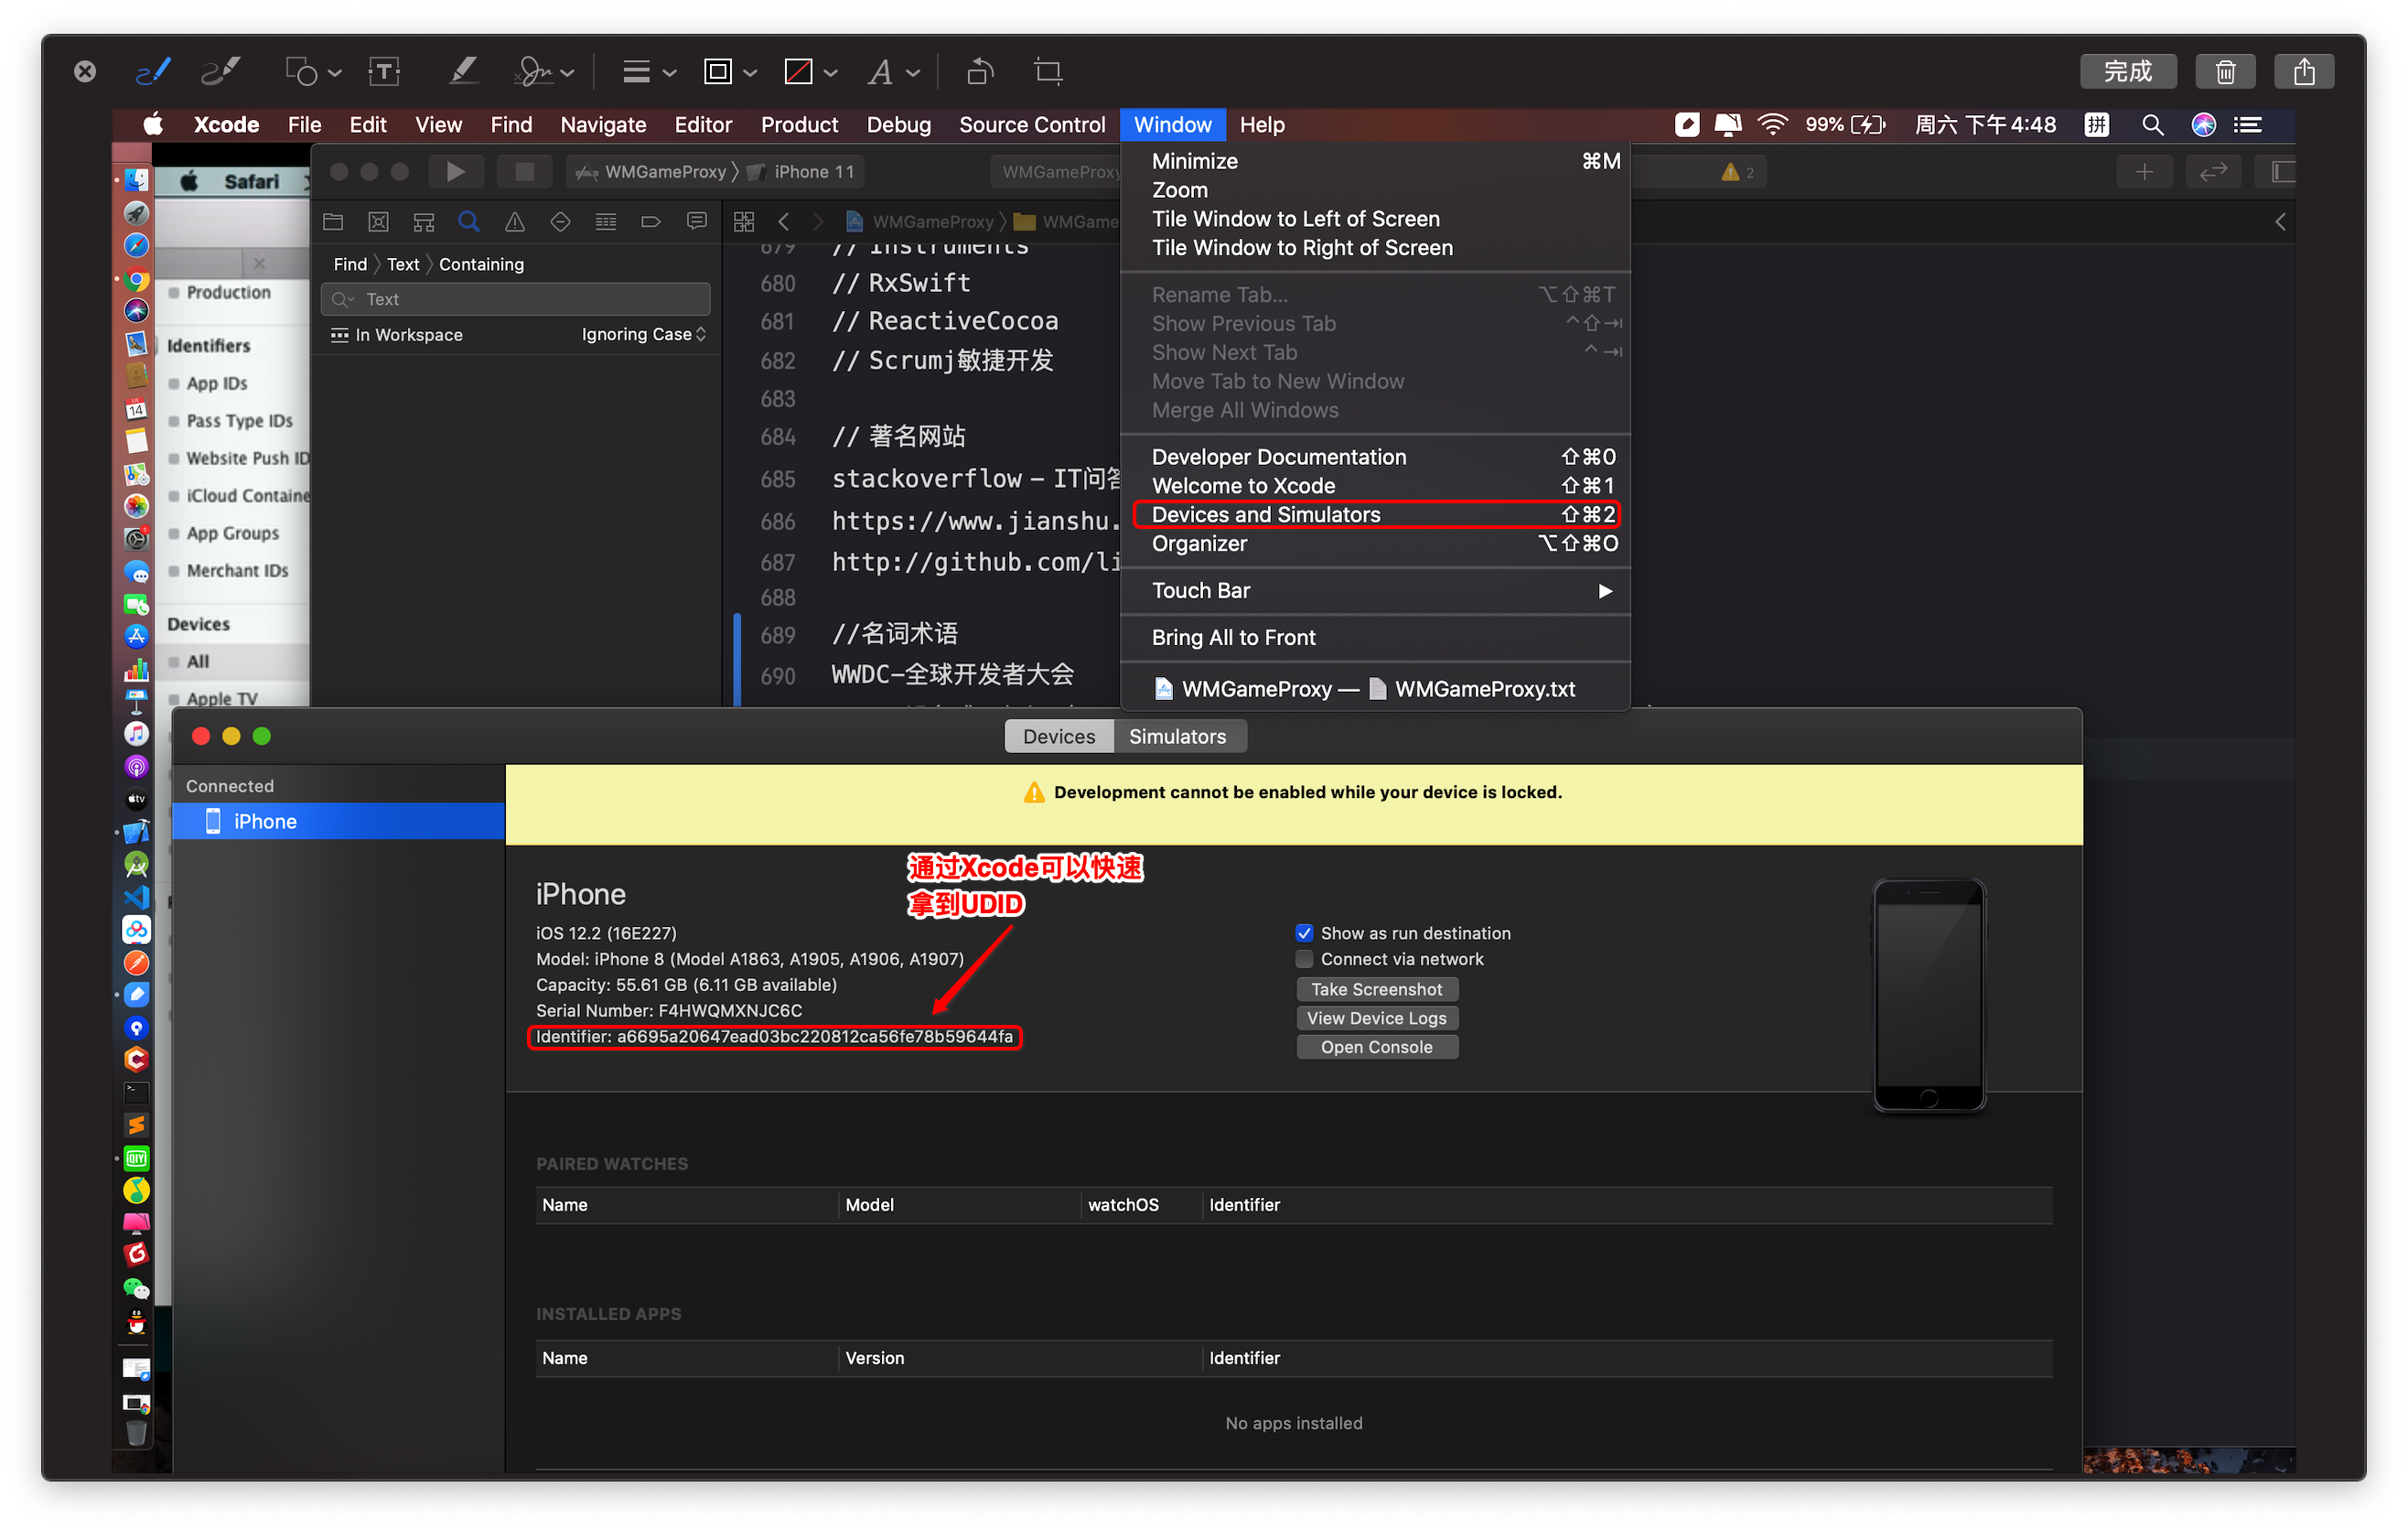 完成
Xcode File Edit View Find Navigate Editor Product Debug Source Control Window Help
99% 周六 下午4:48 拼
Safari
WMGameProxy 〉 iPhone 11
WMGameProxy
2
Production
Identifiers
App IDs
Pass Type IDs
Website Push ID
iCloud Containe
App Groups
Merchant IDs
Devices
All
Apple TV
Find 〉 Text 〉 Containing
Text
In Workspace
Ignoring Case
WMGameProxy 〉 WMGame
679 // Instruments
680 // RxSwift
681 // ReactiveCocoa
682 // Scrumj敏捷开发
683
684 // 著名网站
685 stackoverflow - IT问答
686 https://www.jianshu.
687 http://github.com/li
688
689 //名词术语
690 WWDC-全球开发者大会
Minimize ⌘M
Zoom
Tile Window to Left of Screen
Tile Window to Right of Screen
Rename Tab... ⌥⇧⌘T
Show Previous Tab ^⇧⇥
Show Next Tab ^⇥
Move Tab to New Window
Merge All Windows
Developer Documentation ⇧⌘0
Welcome to Xcode ⇧⌘1
Devices and Simulators ⇧⌘2
Organizer ⌥⇧⌘O
Touch Bar ▶
Bring All to Front
WMGameProxy — WMGameProxy.txt
Devices Simulators
Connected
iPhone
Development cannot be enabled while your device is locked.
通过Xcode可以快速
拿到UDID
iPhone
iOS 12.2 (16E227)
Model: iPhone 8 (Model A1863, A1905, A1906, A1907)
Capacity: 55.61 GB (6.11 GB available)
Serial Number: F4HWQMXNJC6C
Identifier: a6695a20647ead03bc220812ca56fe78b59644fa
Show as run destination
Connect via network
Take Screenshot
View Device Logs
Open Console
PAIRED WATCHES
Name Model watchOS Identifier
INSTALLED APPS
Name Version Identifier
No apps installed